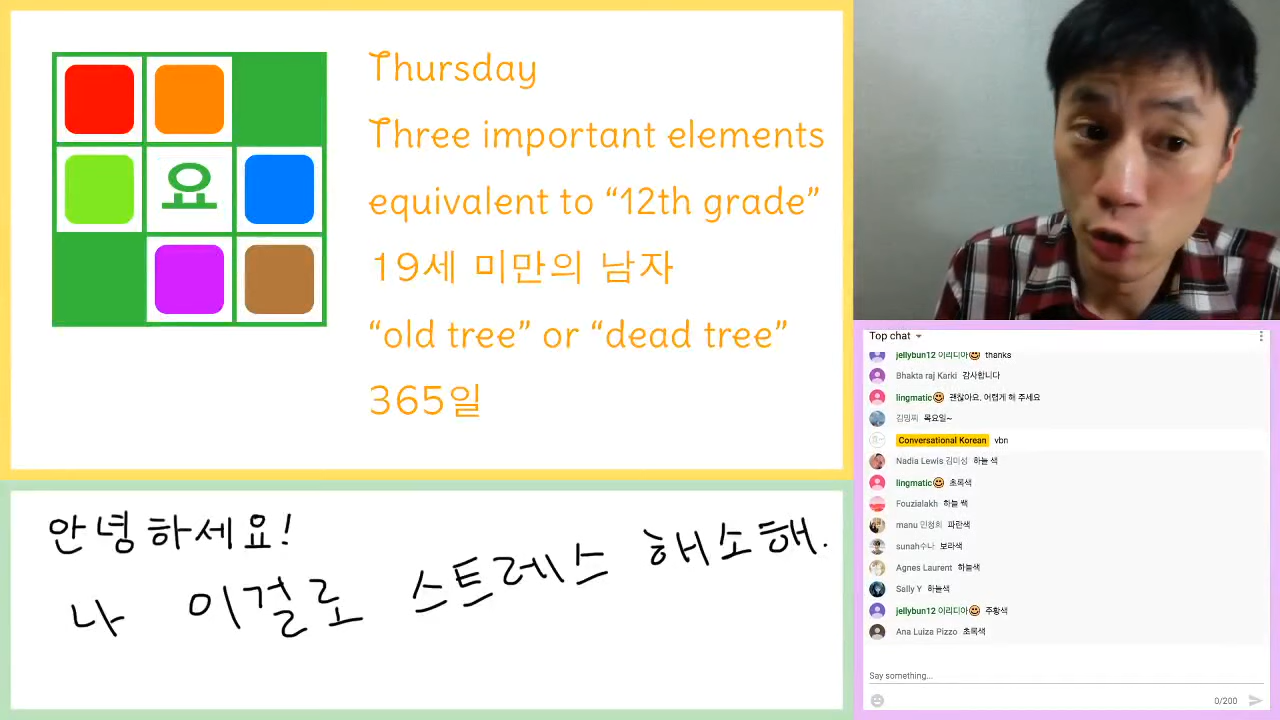 요
Thursday
Three important elements
equivalent to “12th grade”
19세 미만의 남자
“old tree” or “dead tree”
365일
안녕하세요!
나 이걸로 스트레스 해소해.
Top chat
jellybun12 이리디아 thanks
Bhakta raj Karki 감사합니다
lingmatic 괜찮아요, 어렵게 해 주세요
김밍찌 목요일~
Conversational Korean vbn
Nadia Lewis 김미성 하늘 색
lingmatic 초록색
Fouzialakh 하늘 쌕
manu 민정희 파란색
sunah수나 보라색
Agnes Laurent 하늘색
Sally Y 하늘색
jellybun12 이리디아 주황색
Ana Luiza Pizzo 초록색
Say something...
0/200